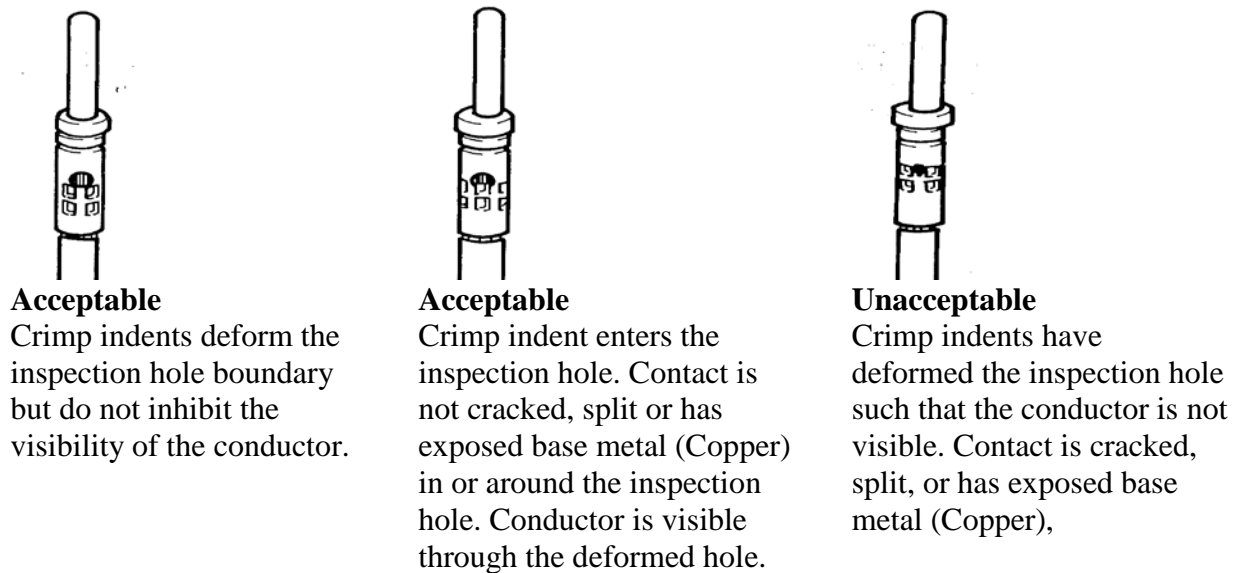 Acceptable
Crimp indents deform the
inspection hole boundary
but do not inhibit the
visibility of the conductor.
Acceptable
Crimp indent enters the
inspection hole. Contact is
not cracked, split or has
exposed base metal (Copper)
in or around the inspection
hole. Conductor is visible
through the deformed hole.
Unacceptable
Crimp indents have
deformed the inspection hole
such that the conductor is not
visible. Contact is cracked,
split, or has exposed base
metal (Copper),